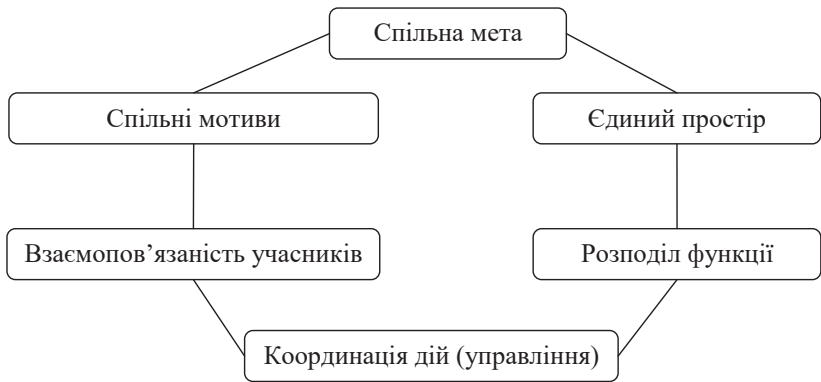 Спільна мета
Спільні мотиви
Єдиний простір
Взаємопов’язаність учасників
Розподіл функції
Координація дій (управління)